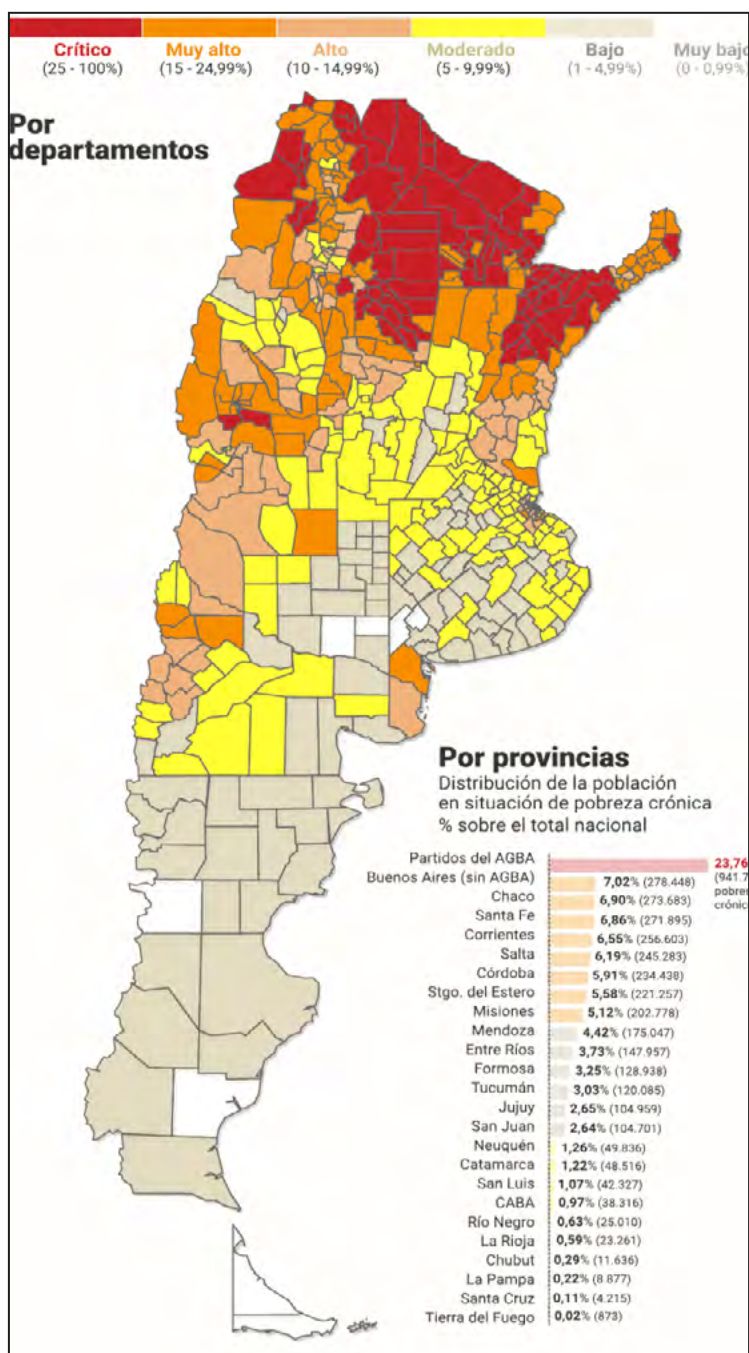 Crítico
(25 - 100%)
Muy alto
(15 - 24,99%)
Alto
(10 - 14,99%)
Moderado
(5 - 9,99%)
Bajo
(1 - 4,99%)
Muy bajo
(0 - 0,99%)
Por
departamentos
Por provincias
Distribución de la población
en situación de pobreza crónica
% sobre el total nacional
Partidos del AGBA 23,76
(941.7
pobre
crónic
Buenos Aires (sin AGBA) 7,02% (278.448)
Chaco 6,90% (273.683)
Santa Fe 6,86% (271.895)
Corrientes 6,55% (256.603)
Salta 6,19% (245.283)
Córdoba 5,91% (234.438)
Stgo. del Estero 5,58% (221.257)
Misiones 5,12% (202.778)
Mendoza 4,42% (175.047)
Entre Ríos 3,73% (147.957)
Formosa 3,25% (128.938)
Tucumán 3,03% (120.085)
Jujuy 2,65% (104.959)
San Juan 2,64% (104.701)
Neuquén 1,26% (49.836)
Catamarca 1,22% (48.516)
San Luis 1,07% (42.327)
CABA 0,97% (38.316)
Río Negro 0,63% (25.010)
La Rioja 0,59% (23.261)
Chubut 0,29% (11.636)
La Pampa 0,22% (8.877)
Santa Cruz 0,11% (4.215)
Tierra del Fuego 0,02% (873)